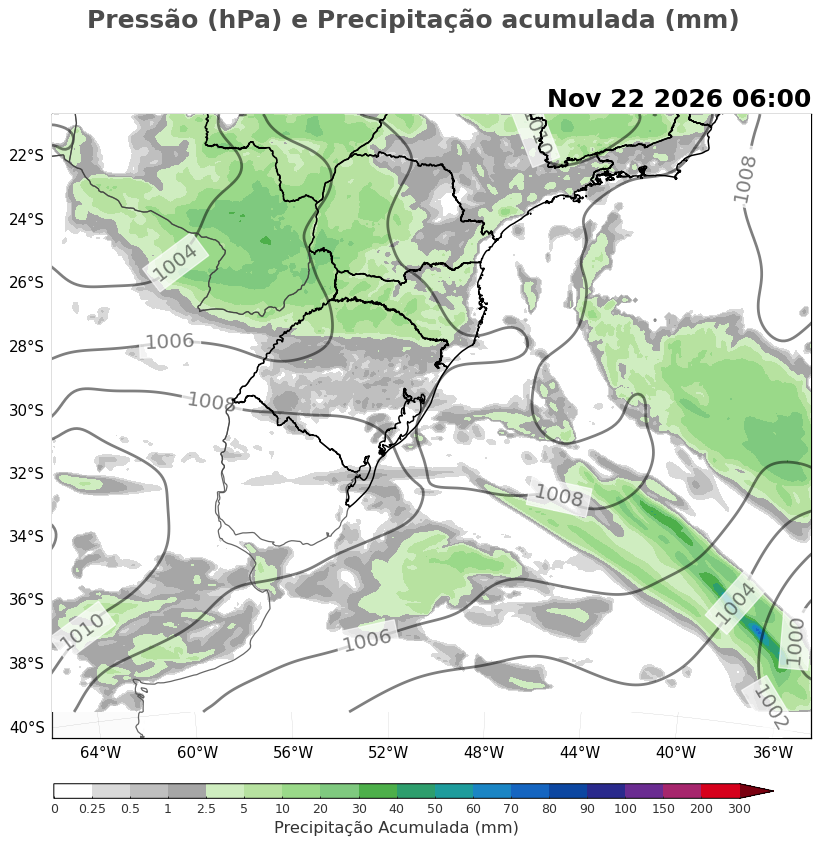 Pressão (hPa) e Precipitação acumulada (mm)
Nov 22 2026 06:00
1010
1008
22°S
24°S
1004
26°S
1006
28°S
1008
30°S
32°S
1008
34°S
36°S
1004
1010
1006
1000
38°S
1002
40°S
64°W 60°W 56°W 52°W 48°W 44°W 40°W 36°W
0 0.25 0.5 1 2.5 5 10 20 30 40 50 60 70 80 90 100 150 200 300
Precipitação Acumulada (mm)